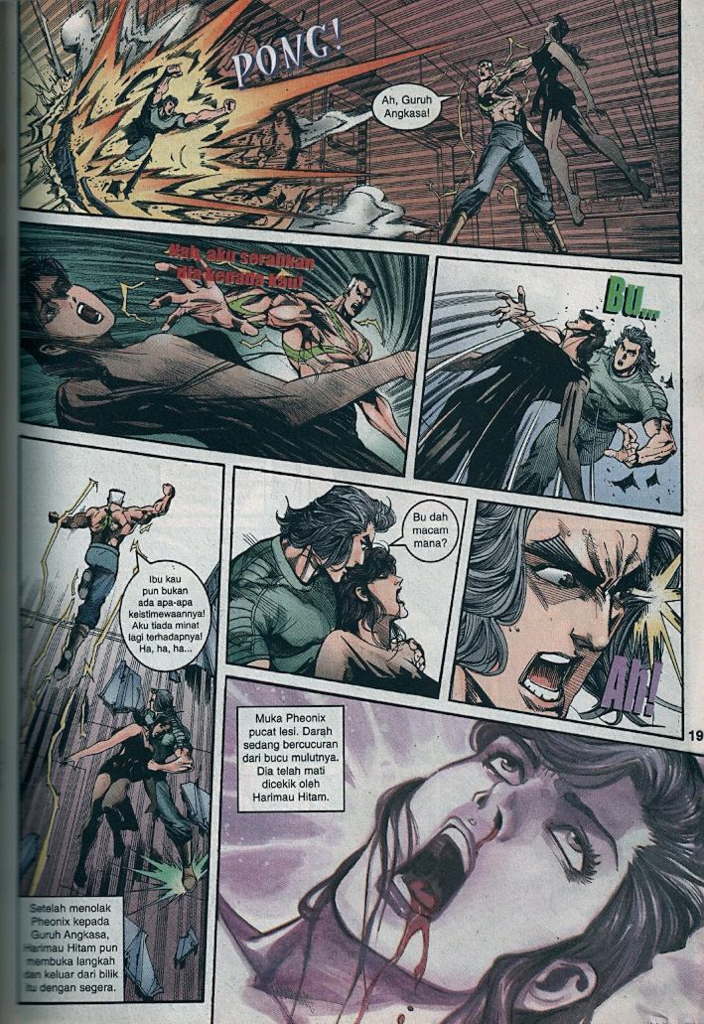 PONG!
Ah, Guruh
Angkasa!
Nah, aku serahkan
dia kepada kau!
BU...
Ibu kau
pun bukan
ada apa-apa
keistimewaannya!
Aku tiada minat
lagi terhadapnya!
Ha, ha, ha...
Bu dah
macam
mana?
Ah!
19
Muka Pheonix
pucat lesi. Darah
sedang bercucuran
dari bucu mulutnya.
Dia telah mati
dicekik oleh
Harimau Hitam.
Setelah menolak
Pheonix kepada
Guruh Angkasa,
Harimau Hitam pun
membuka langkah
dan keluar dari bilik
itu dengan segera.